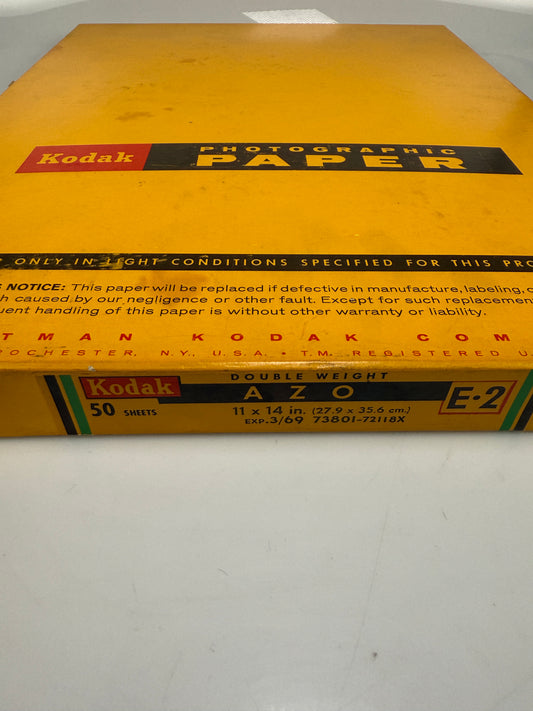 Kodak PHOTOGRAPHIC
PAPER
ONLY IN LIGHT CONDITIONS SPECIFIED FOR THIS PRO
NOTICE: This paper will be replaced if defective in manufacture, labeling, o
caused by our negligence or other fault. Except for such replacement
uent handling of this paper is without other warranty or liability.
TMAN KODAK COM
ROCHESTER, N.Y., U.S.A. • T.M. REGISTERED U.
Kodak DOUBLE WEIGHT
AZO
50 SHEETS 11 x 14 in. (27.9 x 35.6 cm.) E•2
EXP. 3/69 73801-72118X